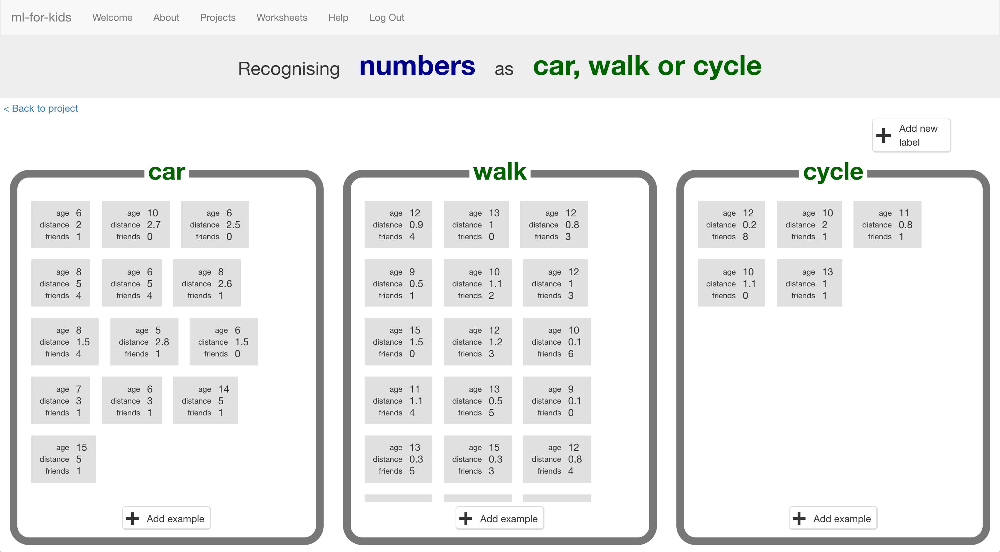 ml-for-kids Welcome About Projects Worksheets Help Log Out
Recognising numbers as car, walk or cycle
< Back to project
Add new
label
car
age 6
distance 2
friends 1
age 10
distance 2.7
friends 0
age 6
distance 2.5
friends 0
age 8
distance 5
friends 4
age 6
distance 5
friends 4
age 8
distance 2.6
friends 1
age 8
distance 1.5
friends 4
age 5
distance 2.8
friends 1
age 6
distance 1.5
friends 0
age 7
distance 3
friends 1
age 6
distance 3
friends 1
age 14
distance 5
friends 1
age 15
distance 5
friends 1
Add example
walk
age 12
distance 0.9
friends 4
age 13
distance 1
friends 0
age 12
distance 0.8
friends 3
age 9
distance 0.5
friends 1
age 10
distance 1.1
friends 2
age 12
distance 1
friends 3
age 15
distance 1.5
friends 0
age 12
distance 1.2
friends 3
age 10
distance 0.1
friends 6
age 11
distance 1.1
friends 4
age 13
distance 0.5
friends 5
age 9
distance 0.1
friends 0
age 13
distance 0.3
friends 5
age 15
distance 0.3
friends 3
age 12
distance 0.8
friends 4
Add example
cycle
age 12
distance 0.2
friends 8
age 10
distance 2
friends 1
age 11
distance 0.8
friends 1
age 10
distance 1.1
friends 0
age 13
distance 1
friends 1
Add example